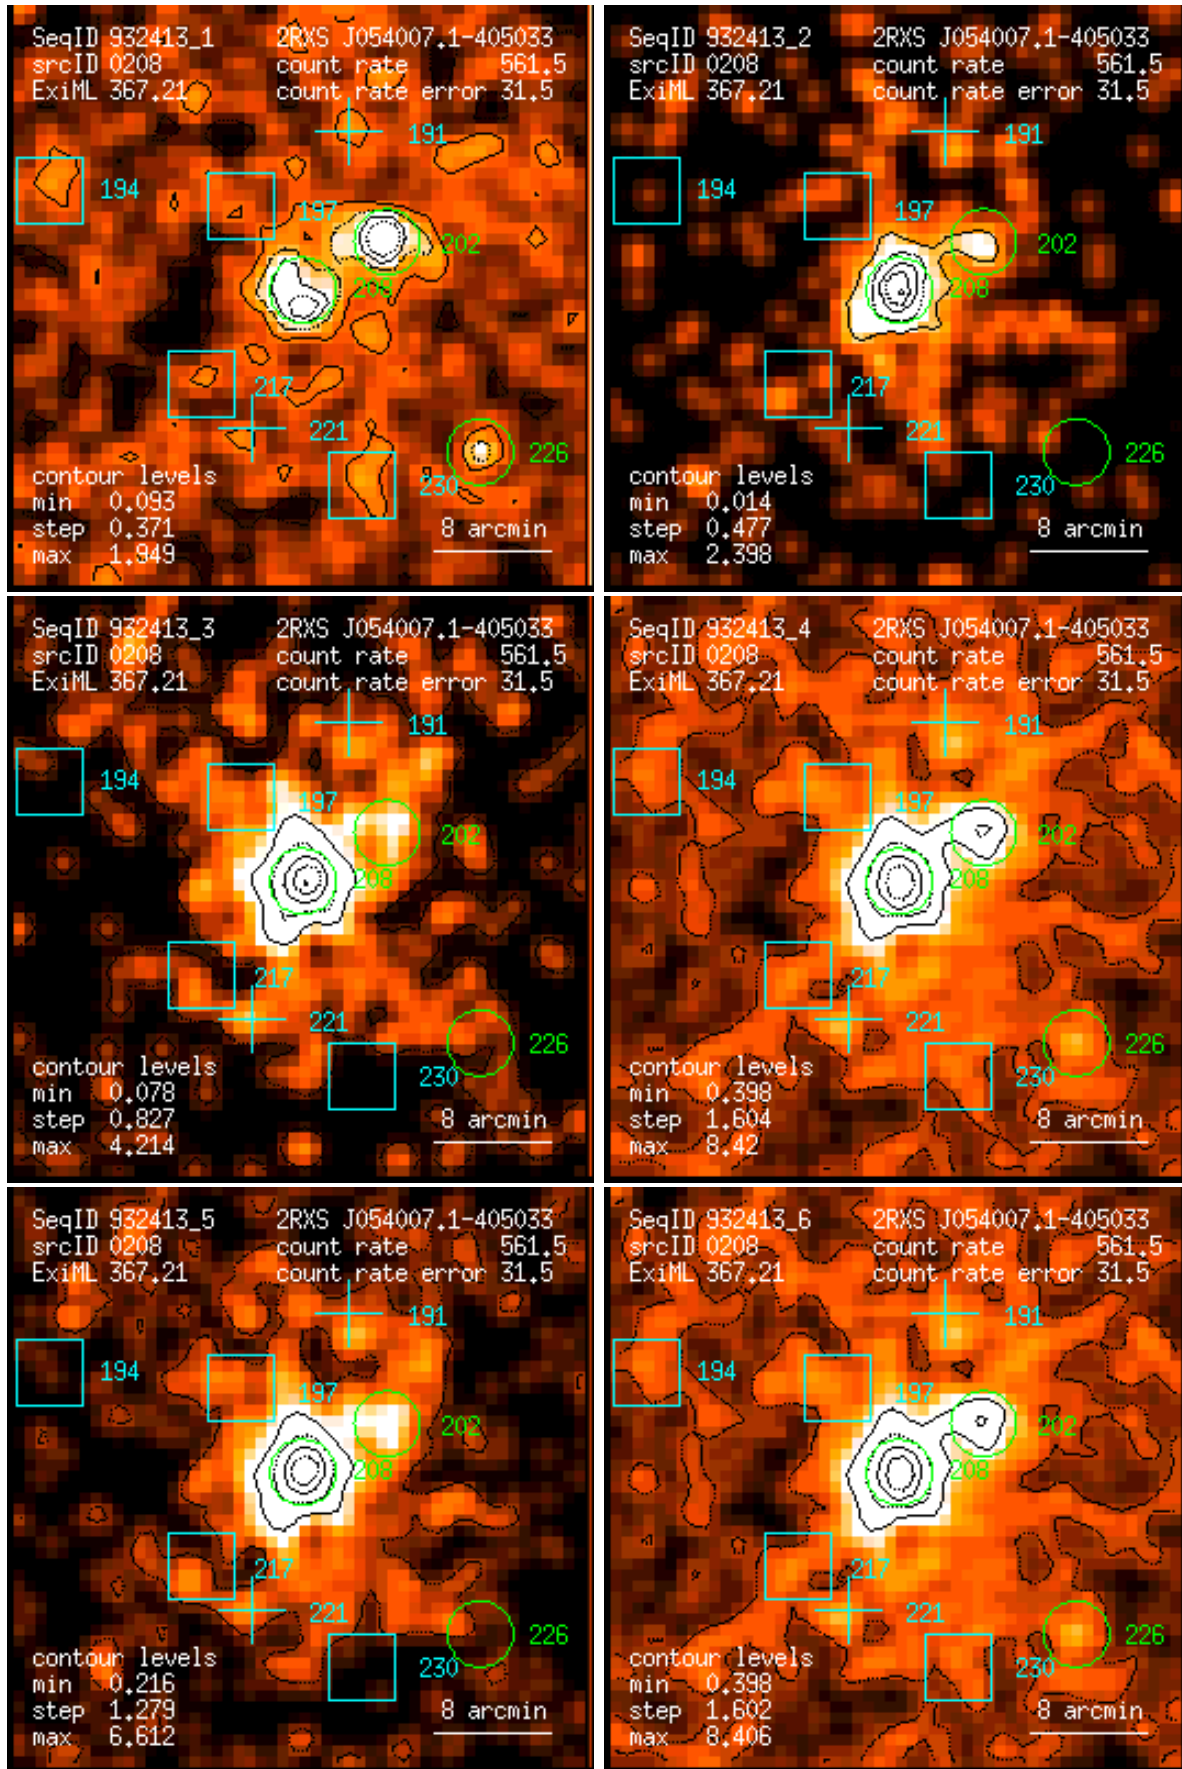 SeqID 932413_1 2RXS J054007.1-405033
srcID 0208 count rate 561.5
ExiML 367.21 count rate error 31.5
191
194
197
202
208
217
221
226
230
contour levels
min 0.093
step 0.371 8 arcmin
max 1.949
SeqID 932413_2 2RXS J054007.1-405033
srcID 0208 count rate 561.5
ExiML 367.21 count rate error 31.5
191
194
197
202
208
217
221
226
230
contour levels
min 0.014
step 0.477 8 arcmin
max 2.398
SeqID 932413_3 2RXS J054007.1-405033
srcID 0208 count rate 561.5
ExiML 367.21 count rate error 31.5
191
194
197
202
208
217
221
226
230
contour levels
min 0.078
step 0.827 8 arcmin
max 4.214
SeqID 932413_4 2RXS J054007.1-405033
srcID 0208 count rate 561.5
ExiML 367.21 count rate error 31.5
191
194
197
202
208
217
221
226
230
contour levels
min 0.398
step 1.604 8 arcmin
max 8.42
SeqID 932413_5 2RXS J054007.1-405033
srcID 0208 count rate 561.5
ExiML 367.21 count rate error 31.5
191
194
197
202
208
217
221
226
230
contour levels
min 0.216
step 1.279 8 arcmin
max 6.612
SeqID 932413_6 2RXS J054007.1-405033
srcID 0208 count rate 561.5
ExiML 367.21 count rate error 31.5
191
194
197
202
208
217
221
226
230
contour levels
min 0.398
step 1.602 8 arcmin
max 8.406